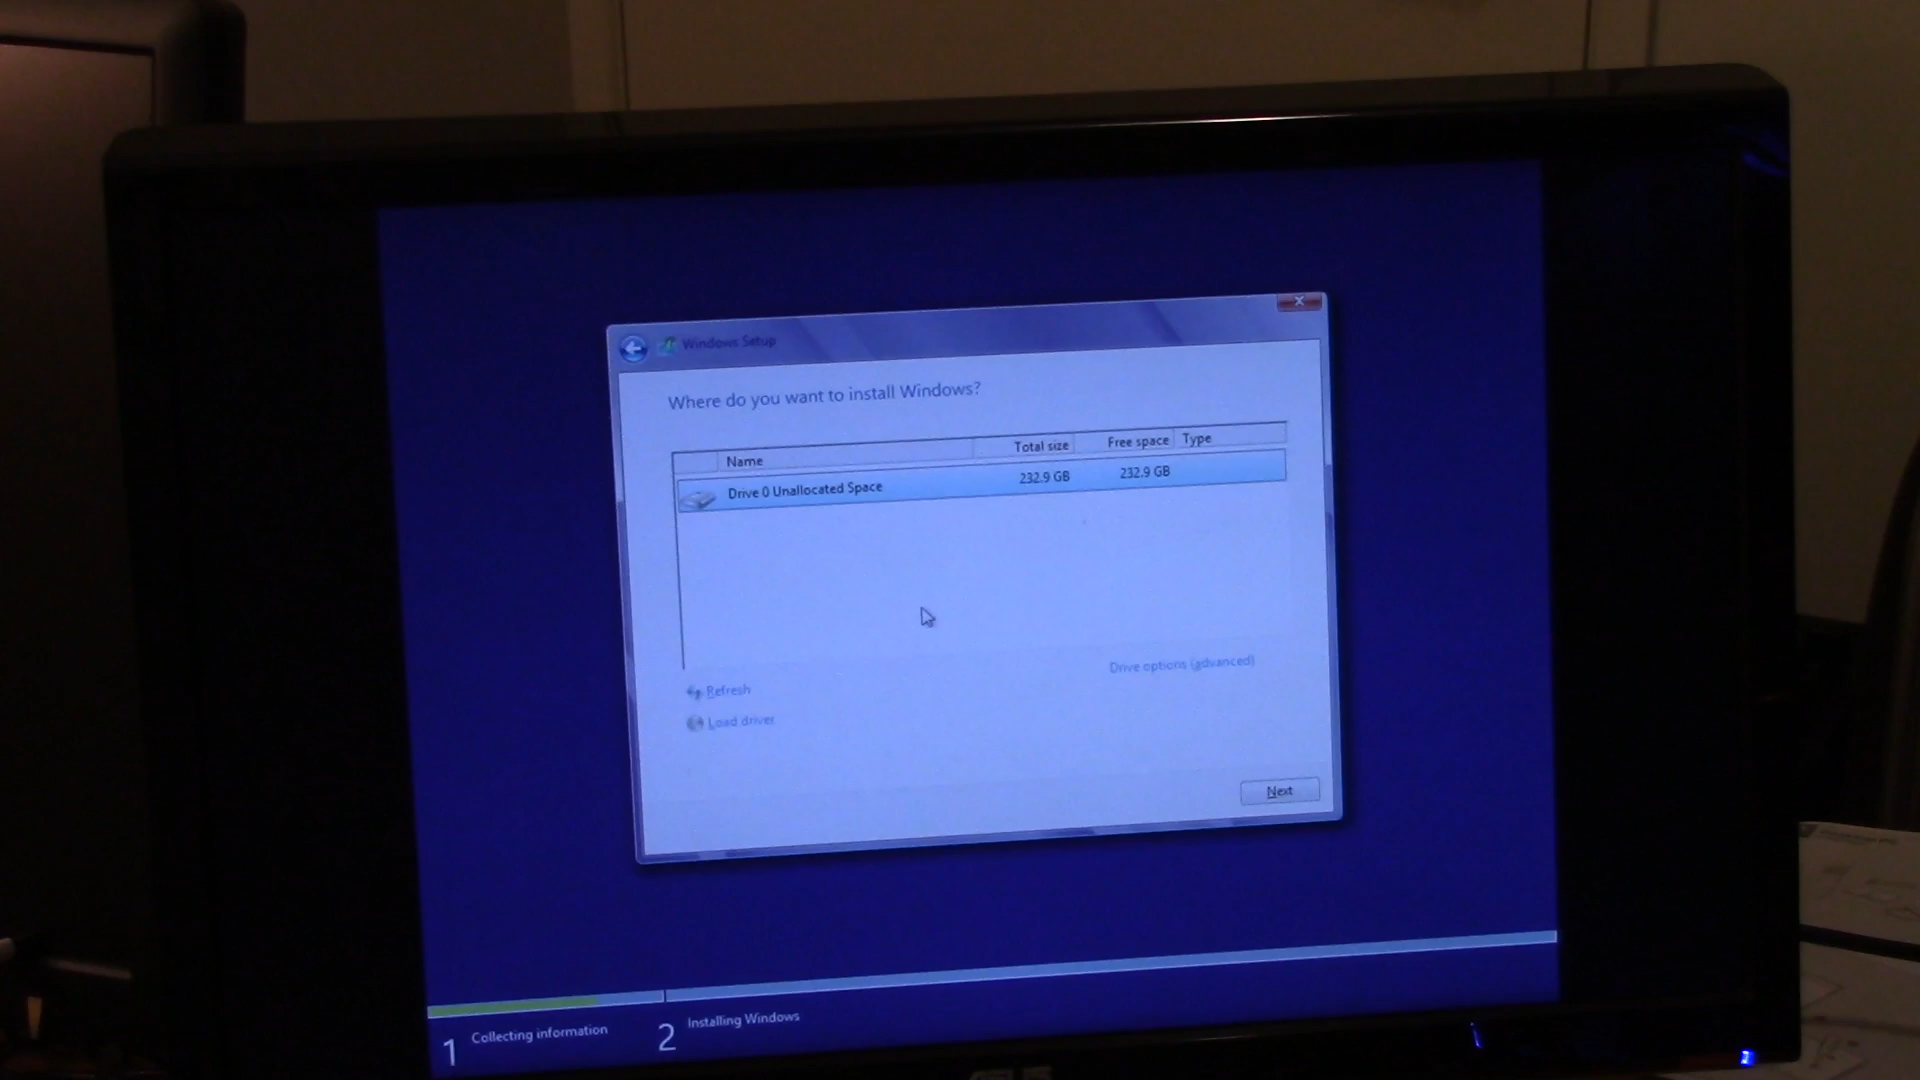 Windows Setup
Where do you want to install Windows?
Name Total size Free space Type
Drive 0 Unallocated Space 232.9 GB 232.9 GB
Refresh
Drive options (advanced)
Load driver
Next
1 Collecting information 2 Installing Windows